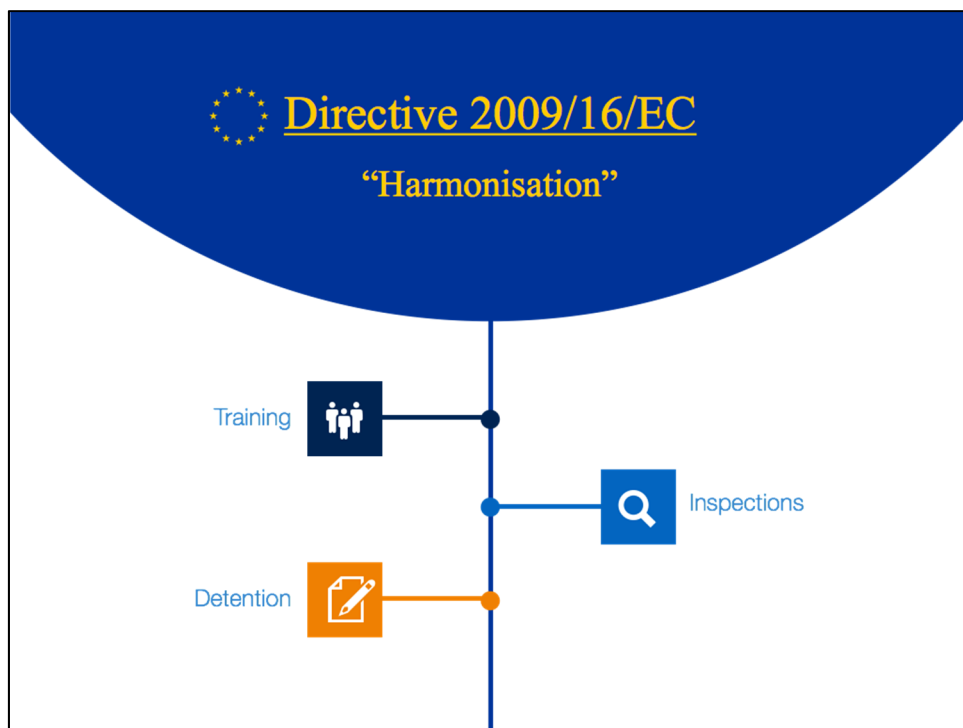 Directive 2009/16/EC
“Harmonisation”
Training
Inspections
Detention